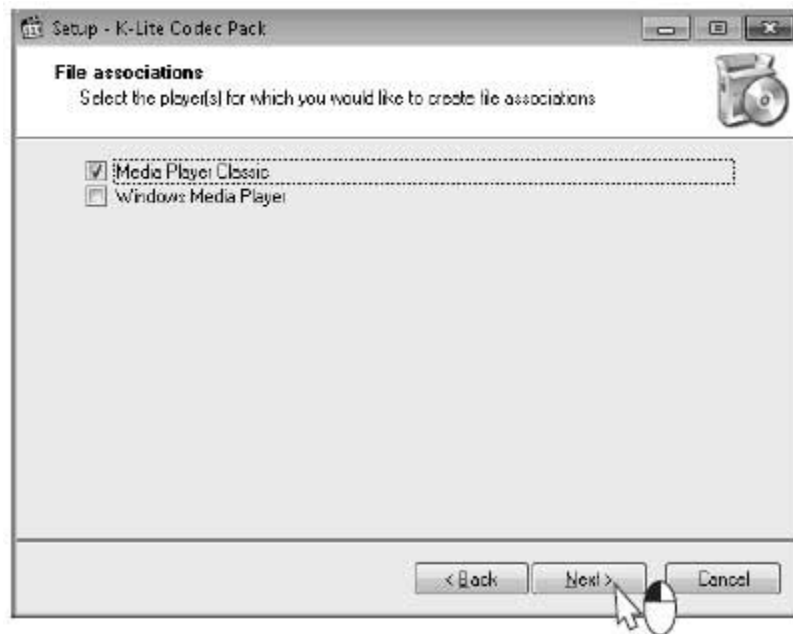 Setup - K-Lite Codec Pack
File associations
Select the player(s) for which you would like to create file associations
Media Player Classic
Windows Media Player
< Back
Next >
Cancel